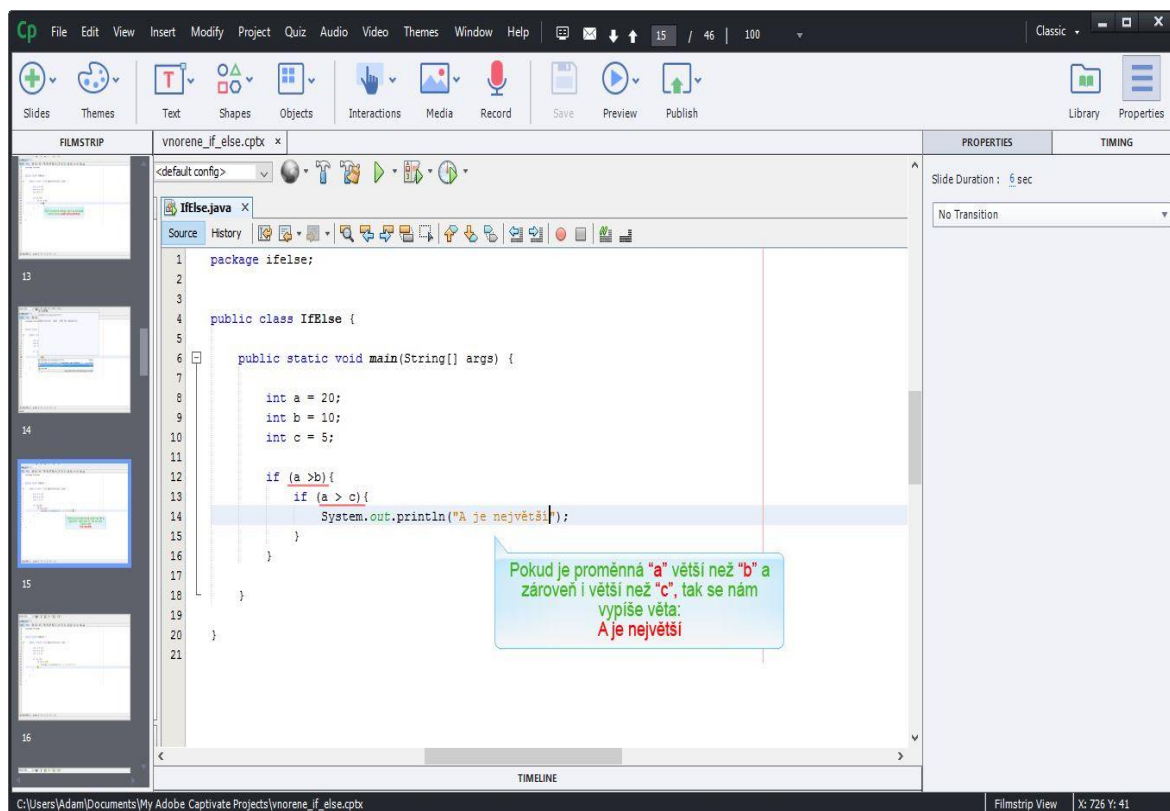 Cp File Edit View Insert Modify Project Quiz Audio Video Themes Window Help 15 / 46 100 Classic
Slides Themes Text Shapes Objects Interactions Media Record Save Preview Publish Library Properties
FILMSTRIP vnorene_if_else.cptx × PROPERTIES TIMING
<default config>
Slide Duration : 6 sec
No Transition
IfElse.java X
Source History
1 package ifelse;
2
3
4 public class IfElse {
5
6 public static void main(String[] args) {
7
8 int a = 20;
9 int b = 10;
10 int c = 5;
11
12 if (a >b){
13 if (a > c){
14 System.out.println("A je největší");
15 }
16 }
17
18 }
19
20 }
21
Pokud je proměnná “a” větší než “b” a
zároveň i větší než “c”, tak se nám
vypíše věta:
A je největší
13
14
15
16
TIMELINE
C:\Users\Adam\Documents\My Adobe Captivate Projects\vnorene_if_else.cptx Filmstrip View X: 726 Y: 41